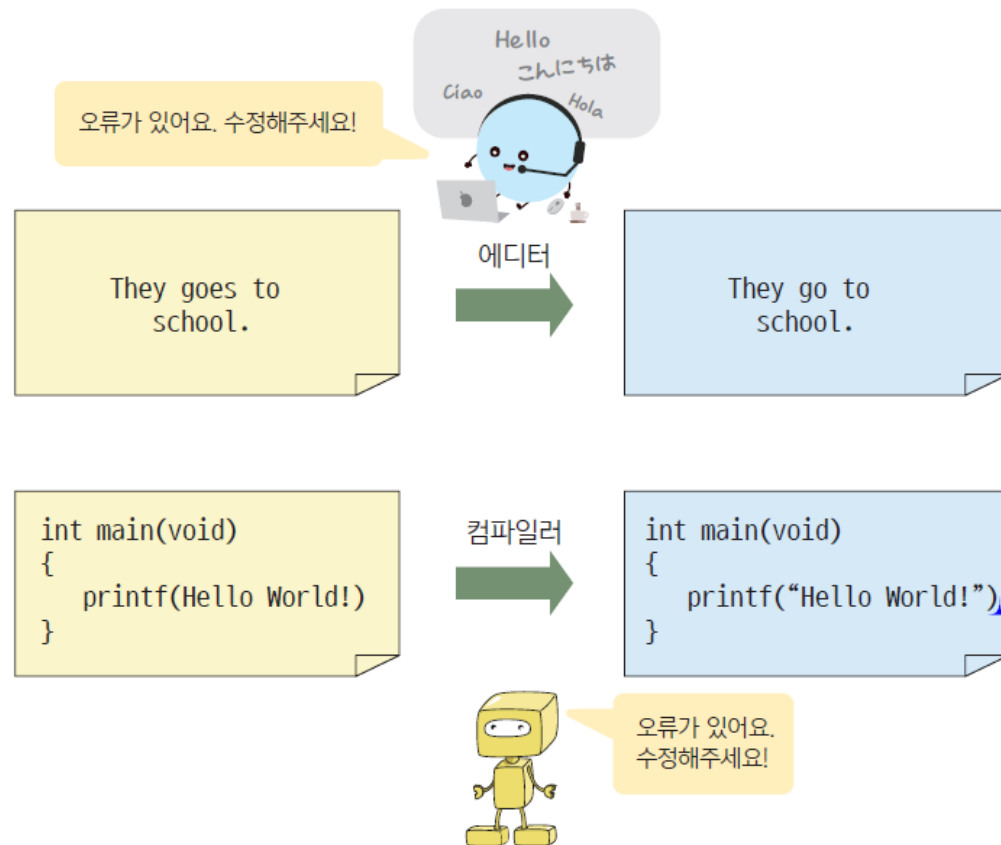 Hello
こんにちは
Ciao
Hola
오류가 있어요. 수정해주세요!
에디터
They goes to
school.
They go to
school.
int main(void)
{
printf(Hello World!)
}
컴파일러
int main(void)
{
printf(“Hello World!”)
}
오류가 있어요.
수정해주세요!